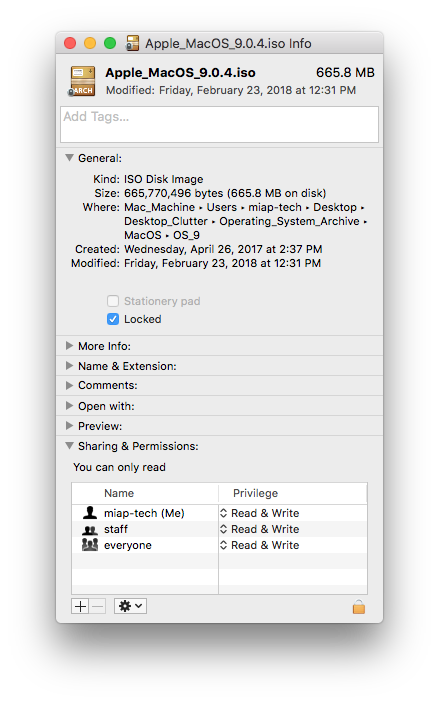 Apple_MacOS_9.0.4.iso Info
ARCH
Apple_MacOS_9.0.4.iso 665.8 MB
Modified: Friday, February 23, 2018 at 12:31 PM
Add Tags...
General:
Kind: ISO Disk Image
Size: 665,770,496 bytes (665.8 MB on disk)
Where: Mac_Machine ▸ Users ▸ miap-tech ▸ Desktop ▸
Desktop_Clutter ▸ Operating_System_Archive ▸
MacOS ▸ OS_9
Created: Wednesday, April 26, 2017 at 2:37 PM
Modified: Friday, February 23, 2018 at 12:31 PM
Stationery pad
Locked
More Info:
Name & Extension:
Comments:
Open with:
Preview:
Sharing & Permissions:
You can only read
Name Privilege
miap-tech (Me) Read & Write
staff Read & Write
everyone Read & Write